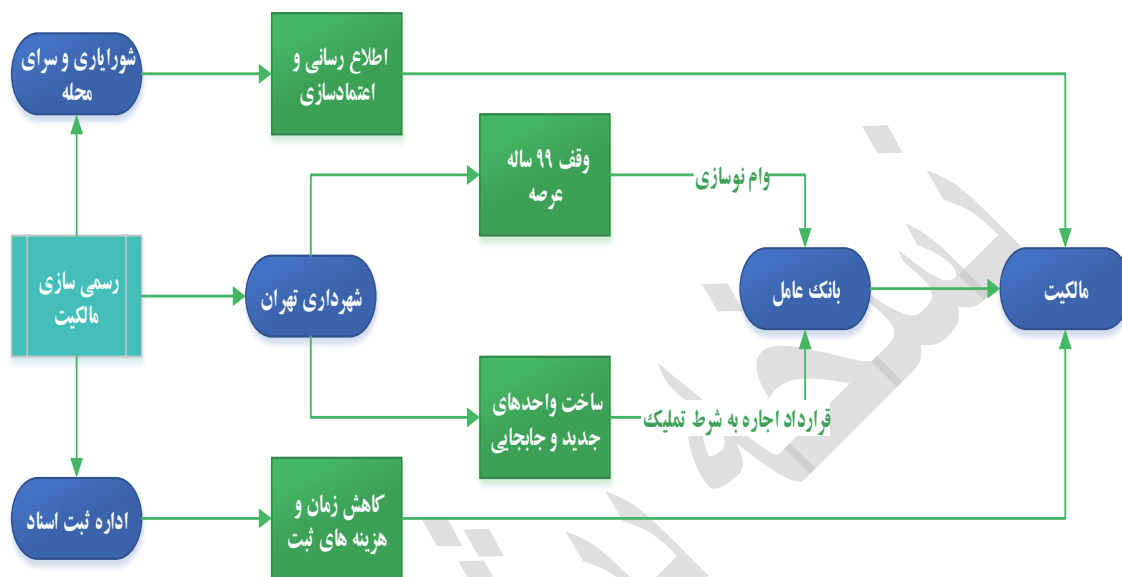 شورایاری و سرای
محله
اطلاع رسانی و
اعتمادسازی
وقف ۹۹ ساله
عرصه
وام نوسازی
رسمی سازی
مالکیت
شهرداری تهران
بانک عامل
مالکیت
ساخت واحدهای
جدید و جابجایی
قرارداد اجاره به شرط تملیک
اداره ثبت اسناد
کاهش زمان و
هزینه های ثبت